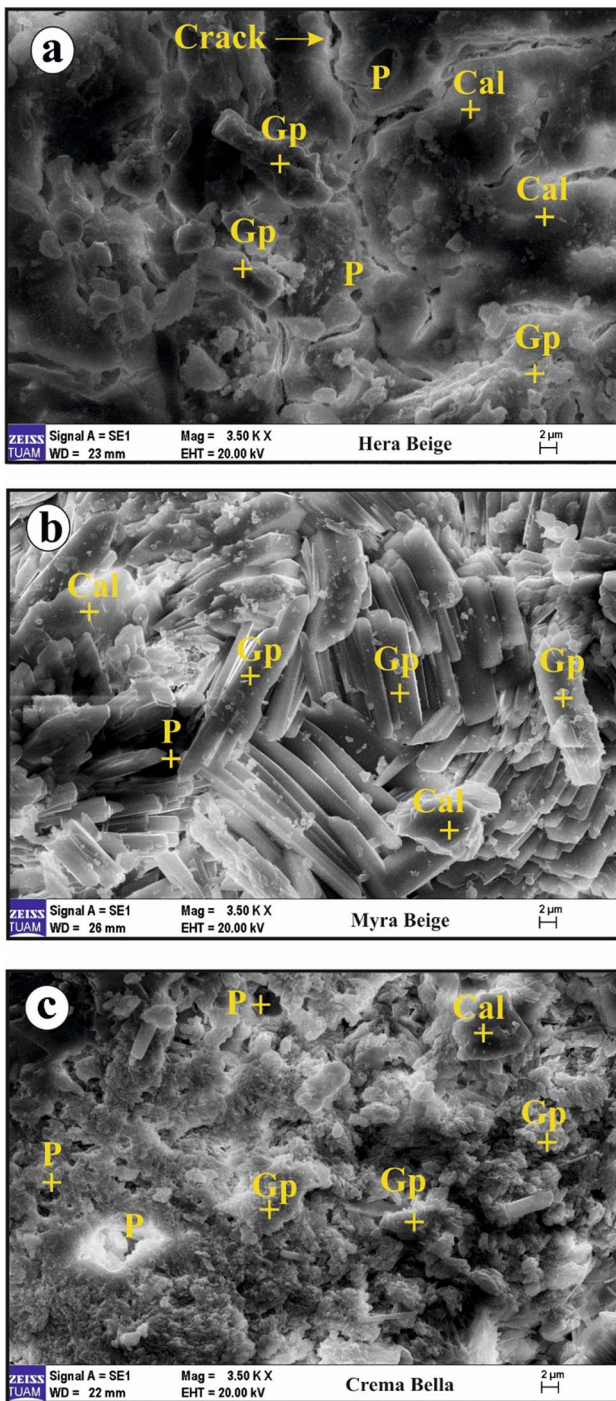 a
Crack
P
Cal
Gp
Cal
Gp
P
Gp
ZEISS
TUAM
Signal A = SE1
WD = 23 mm
Mag = 3.50 K X
EHT = 20.00 kV
Hera Beige
2 µm
b
Cal
Gp
Gp
Gp
P
Cal
ZEISS
TUAM
Signal A = SE1
WD = 26 mm
Mag = 3.50 K X
EHT = 20.00 kV
Myra Beige
2 µm
c
P
Cal
Gp
P
Gp
Gp
P
ZEISS
TUAM
Signal A = SE1
WD = 22 mm
Mag = 3.50 K X
EHT = 20.00 kV
Crema Bella
2 µm